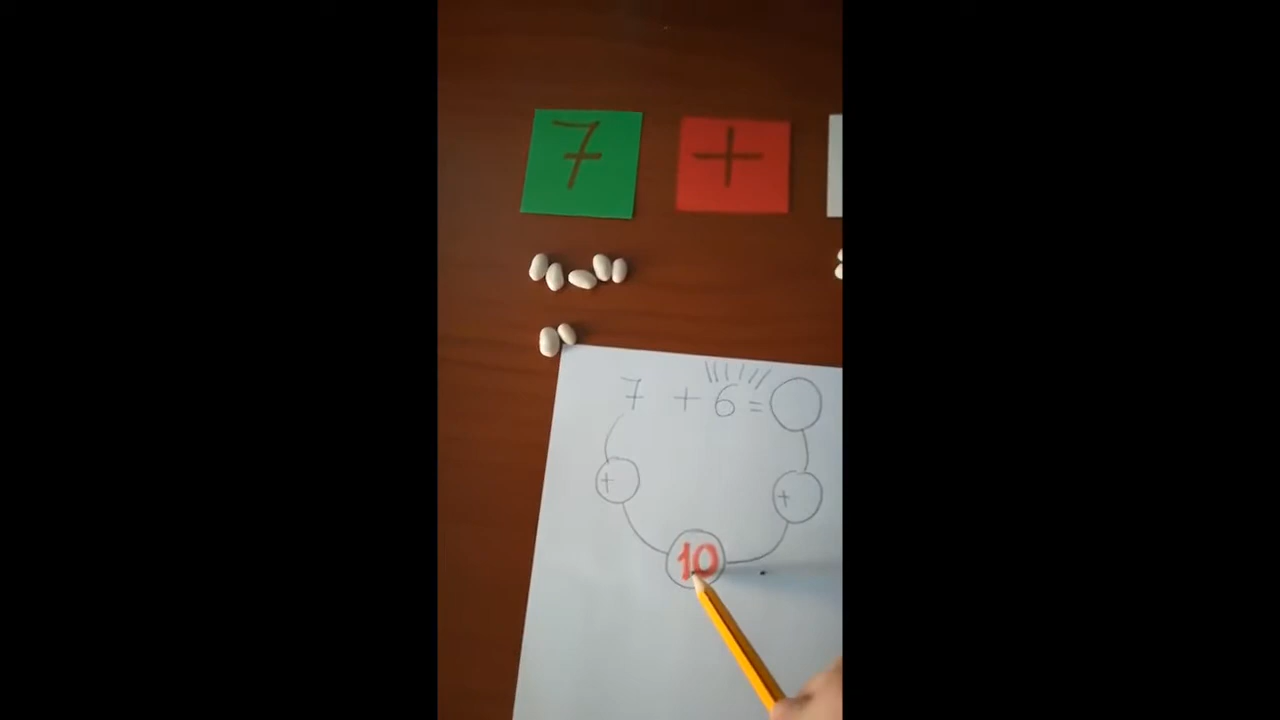 7 +
7 + 6 =
+ +
10